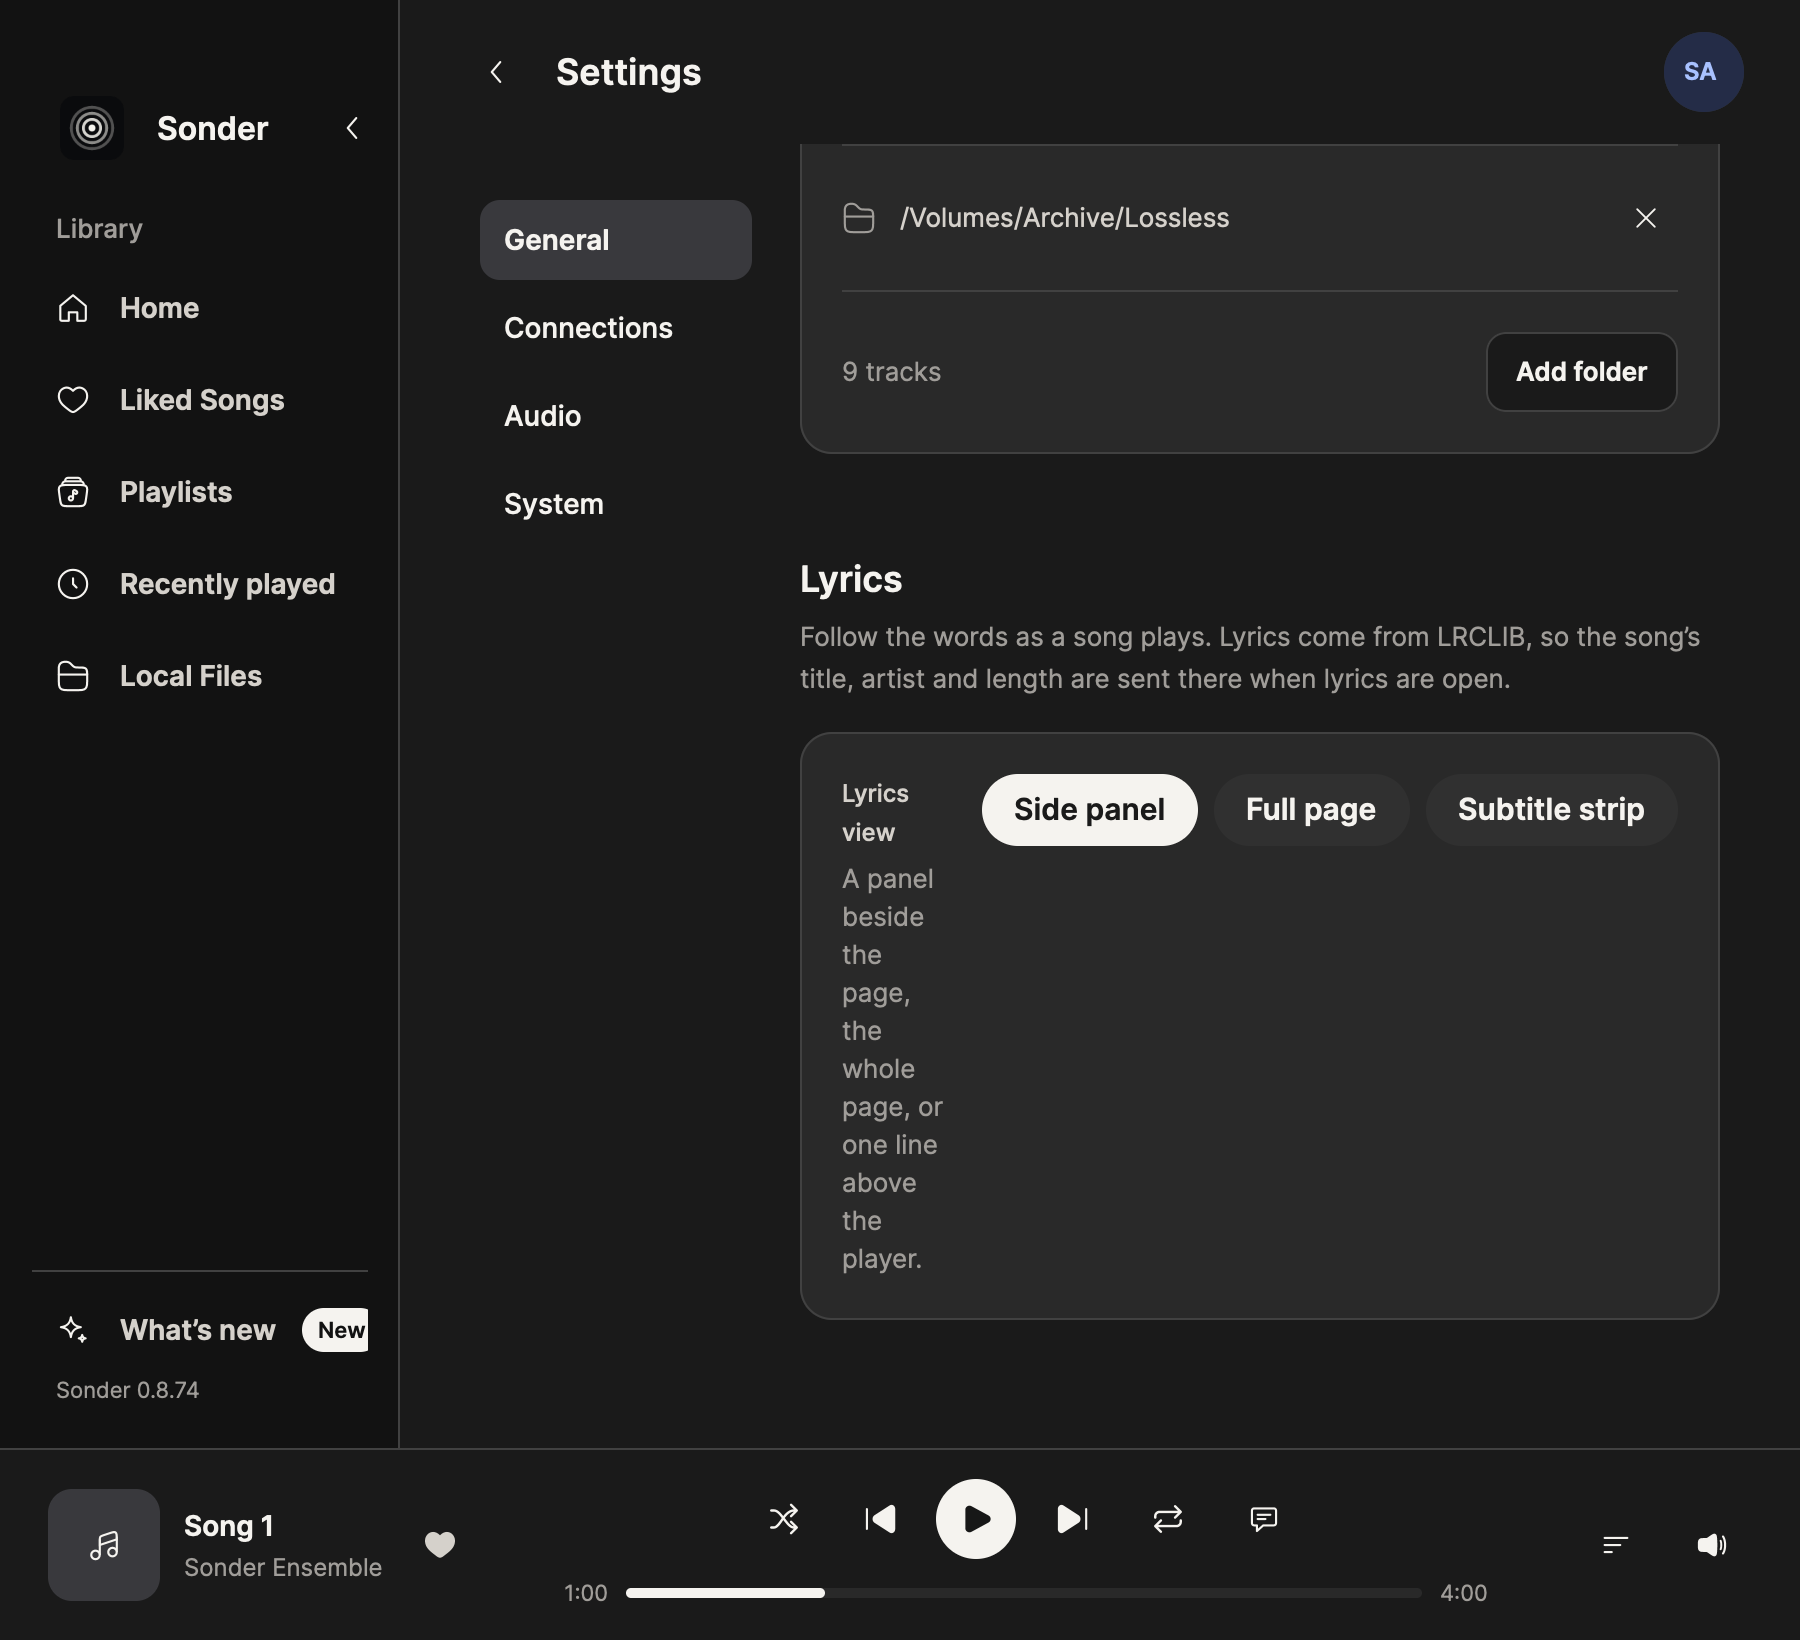 Sonder
Library
Home
Liked Songs
Playlists
Recently played
Local Files
What’s new
New
Sonder 0.8.74
Settings
SA
General
Connections
Audio
System
/Volumes/Archive/Lossless
9 tracks
Add folder
Lyrics
Follow the words as a song plays. Lyrics come from LRCLIB, so the song’s
title, artist and length are sent there when lyrics are open.
Lyrics
view
A panel
beside
the
page,
the
whole
page, or
one line
above
the
player.
Side panel
Full page
Subtitle strip
Song 1
Sonder Ensemble
1:00
4:00